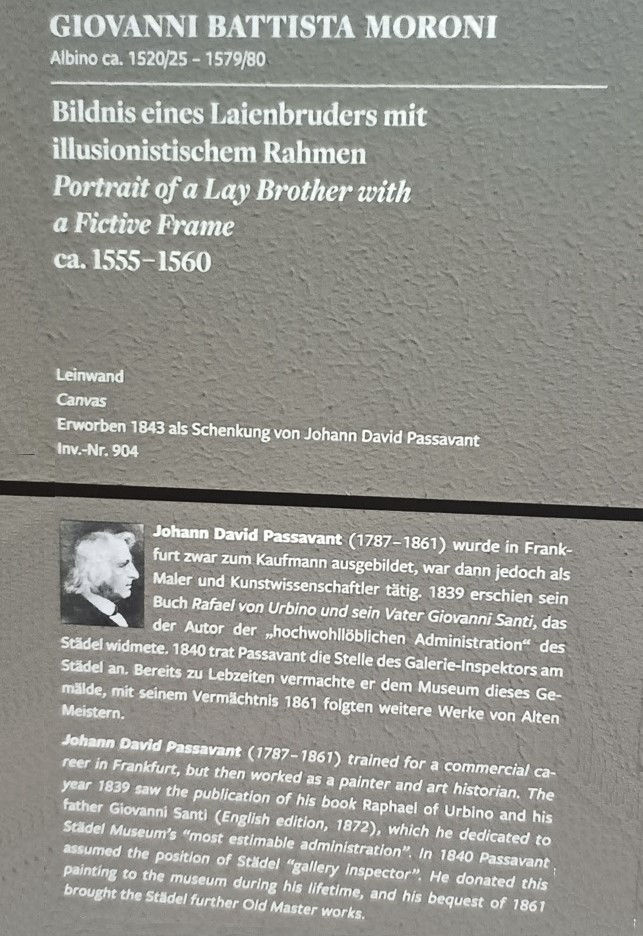 GIOVANNI BATTISTA MORONI
Albino ca. 1520/25 – 1579/80
Bildnis eines Laienbruders mit
illusionistischem Rahmen
Portrait of a Lay Brother with
a Fictive Frame
ca. 1555–1560
Leinwand
Canvas
Erworben 1843 als Schenkung von Johann David Passavant
Inv.-Nr. 904
Johann David Passavant (1787–1861) wurde in Frank-
furt zwar zum Kaufmann ausgebildet, war dann jedoch als
Maler und Kunstwissenschaftler tätig. 1839 erschien sein
Buch Rafael von Urbino und sein Vater Giovanni Santi, das
der Autor der „hochwohllöblichen Administration“ des
Städel widmete. 1840 trat Passavant die Stelle des Galerie-Inspektors am
Städel an. Bereits zu Lebzeiten vermachte er dem Museum dieses Ge-
mälde, mit seinem Vermächtnis 1861 folgten weitere Werke von Alten
Meistern.
Johann David Passavant (1787–1861) trained for a commercial ca-
reer in Frankfurt, but then worked as a painter and art historian. The
year 1839 saw the publication of his book Raphael of Urbino and his
father Giovanni Santi (English edition, 1872), which he dedicated to
Städel Museum’s “most estimable administration”. In 1840 Passavant
assumed the position of Städel “gallery inspector”. He donated this
painting to the museum during his lifetime, and his bequest of 1861
brought the Städel further Old Master works.